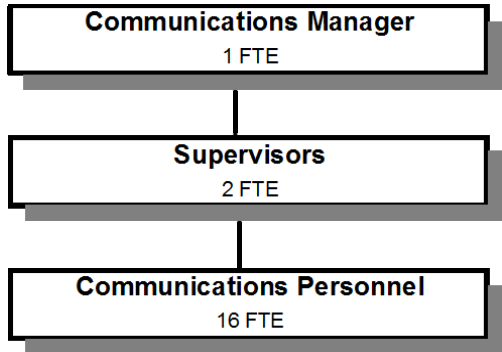 Communications Manager
1 FTE
Supervisors
2 FTE
Communications Personnel
16 FTE